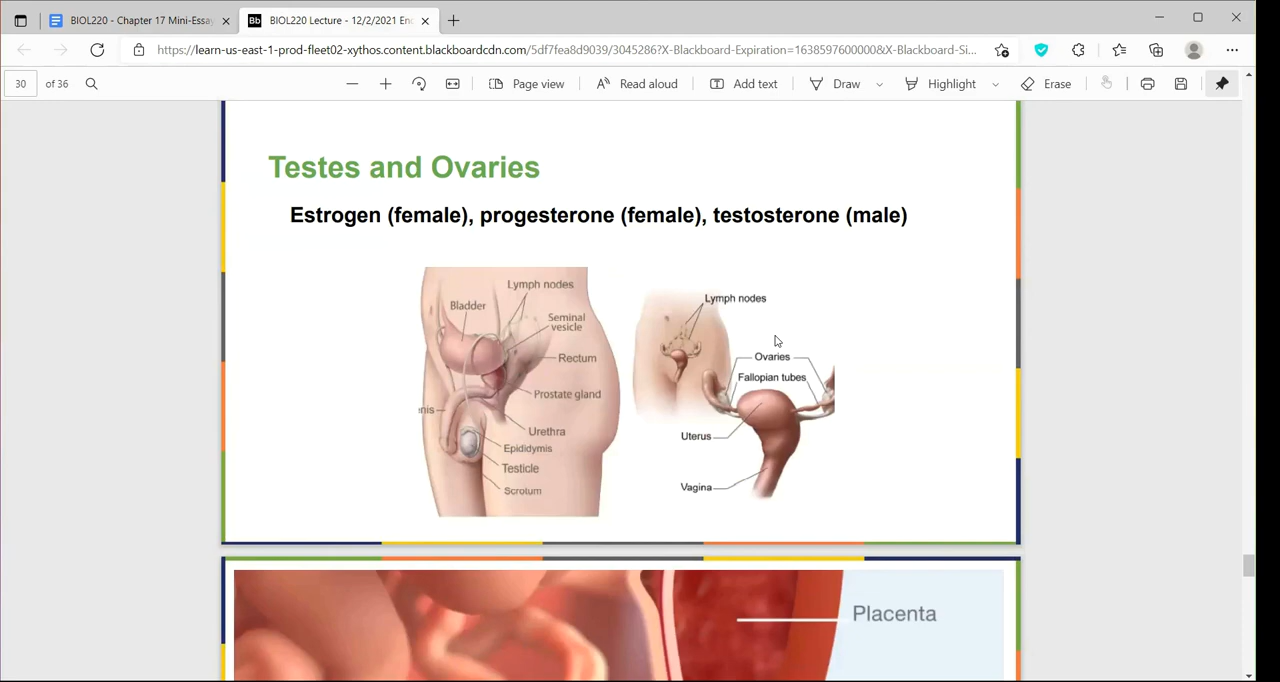 BIOL220 - Chapter 17 Mini-Essay
BIOL220 Lecture - 12/2/2021 En
https://learn-us-east-1-prod-fleet02-xythos.content.blackboardcdn.com/5df7fea8d9039/3045286?X-Blackboard-Expiration=1638597600000&X-Blackboard-Si...
30 of 36
Page view
Read aloud
Add text
Draw
Highlight
Erase
Testes and Ovaries
Estrogen (female), progesterone (female), testosterone (male)
Lymph nodes
Bladder
Seminal
vesicle
Rectum
Prostate gland
nis
Urethra
Epididymis
Testicle
Scrotum
Lymph nodes
Ovaries
Fallopian tubes
Uterus
Vagina
Placenta